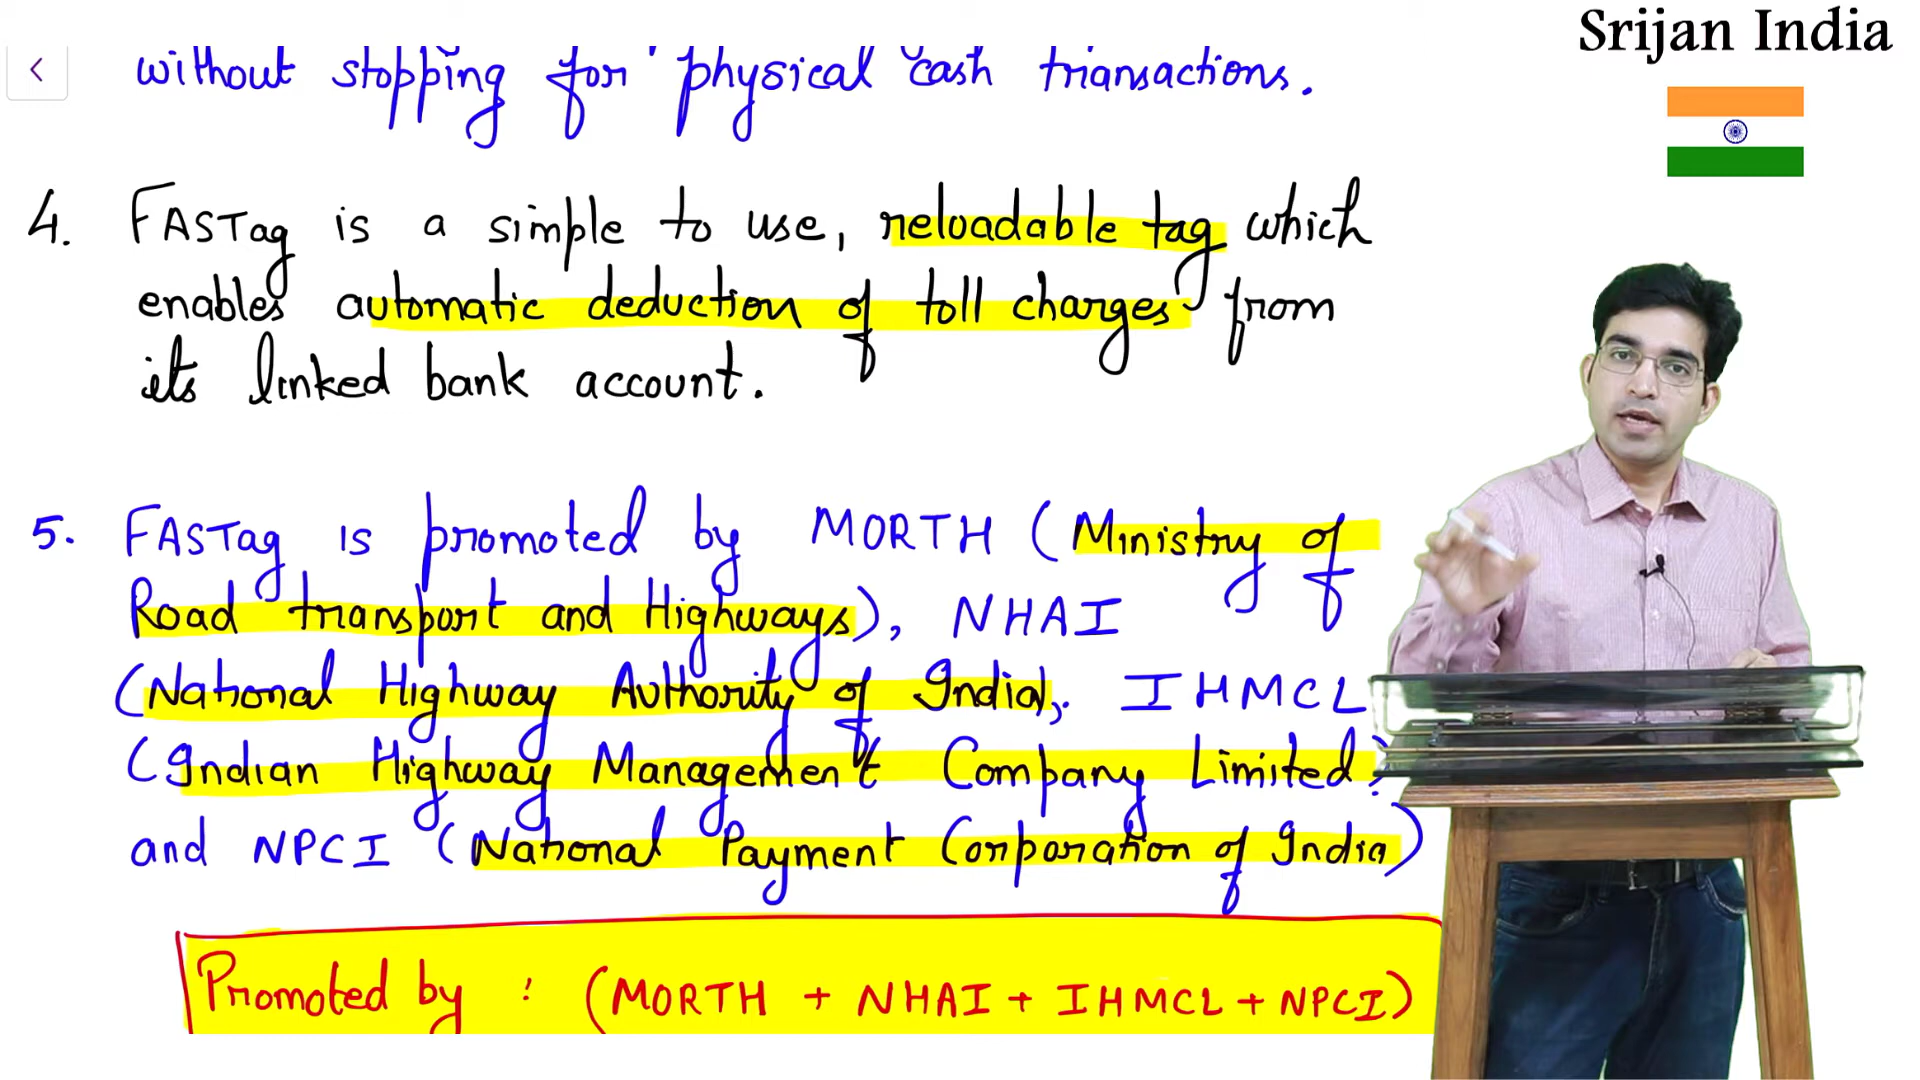 Srijan India
without stopping for physical cash transactions.
4. FASTag is a simple to use, reloadable tag which
enables automatic deduction of toll charges from
its linked bank account.
5. FASTag is promoted by MORTH (Ministry of
Road transport and Highways), NHAI
(National Highway Authority of India), IHMCL
(Indian Highway Management Company Limited)
and NPCI (National Payment Corporation of India)
Promoted by : (MORTH + NHAI + IHMCL + NPCI)